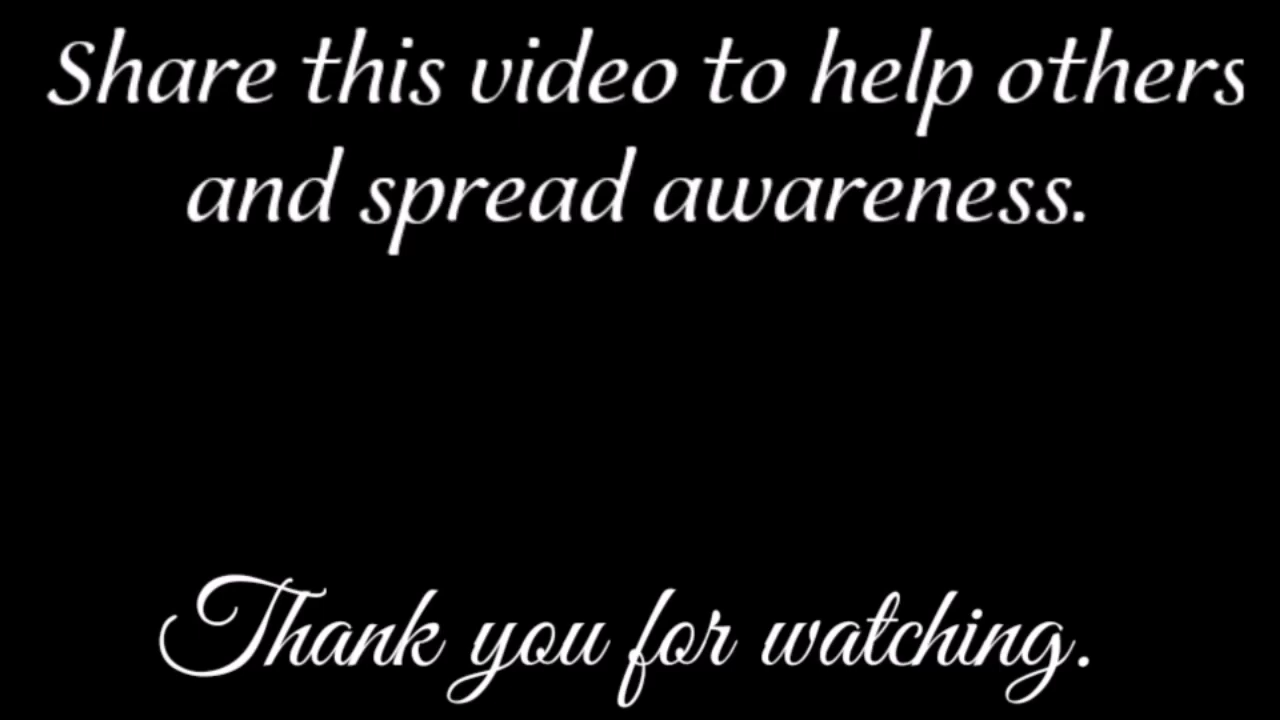 Share this video to help others
and spread awareness.
Thank you for watching.